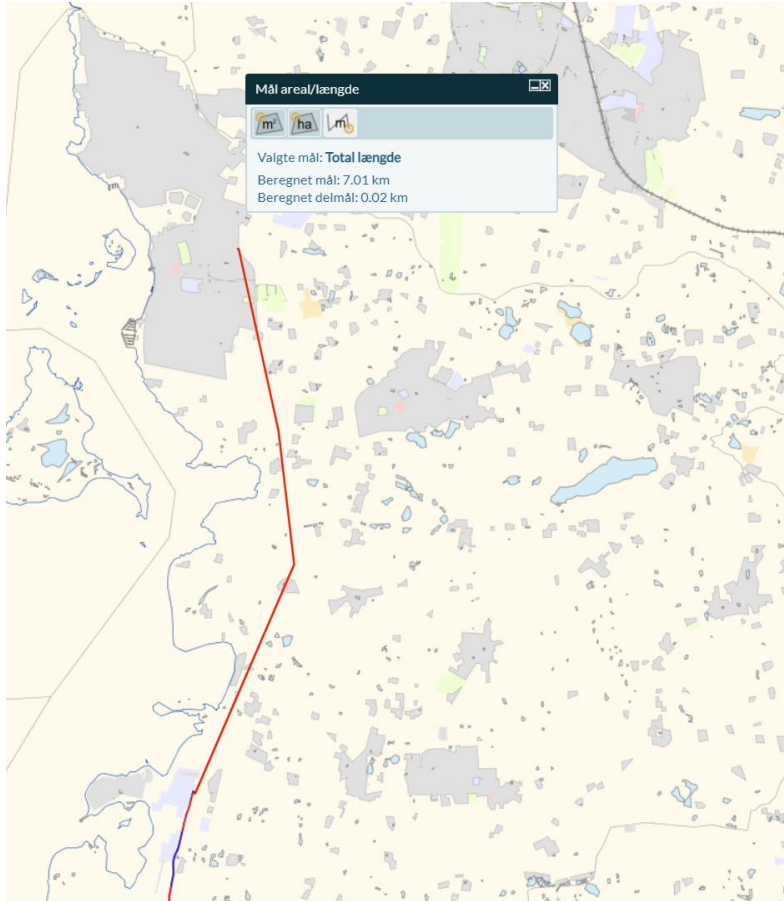 Mål areal/længde
m² ha m
Valgte mål: Total længde
Beregnet mål: 7.01 km
Beregnet delmål: 0.02 km